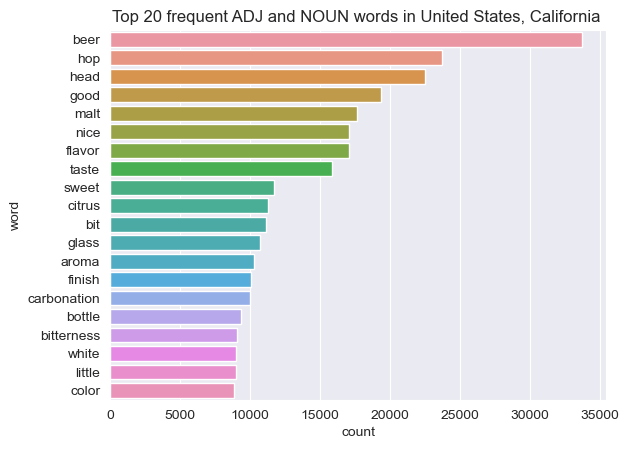 Top 20 frequent ADJ and NOUN words in United States, California
beer
hop
head
good
malt
nice
flavor
taste
sweet
citrus
bit
glass
aroma
finish
carbonation
bottle
bitterness
white
little
color
word
0 5000 10000 15000 20000 25000 30000 35000
count